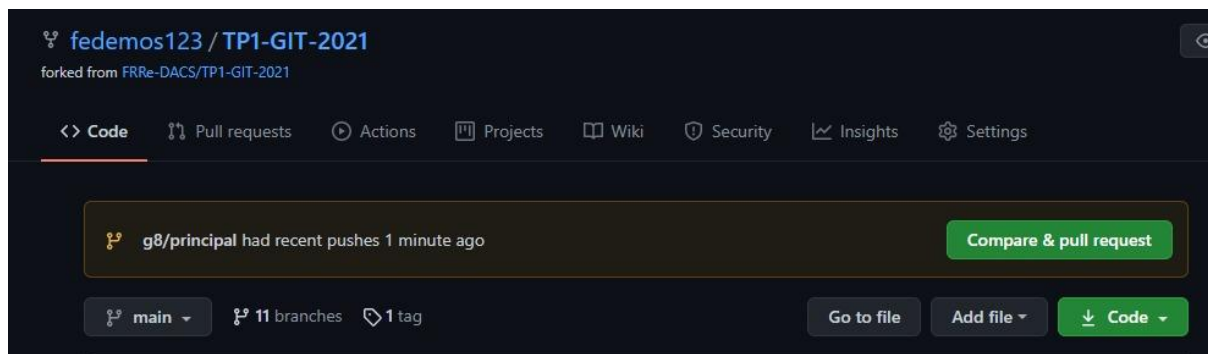 fedemos123 / TP1-GIT-2021
forked from FRRe-DACS/TP1-GIT-2021
<> Code Pull requests Actions Projects Wiki Security Insights Settings
g8/principal had recent pushes 1 minute ago Compare & pull request
main 11 branches 1 tag Go to file Add file Code